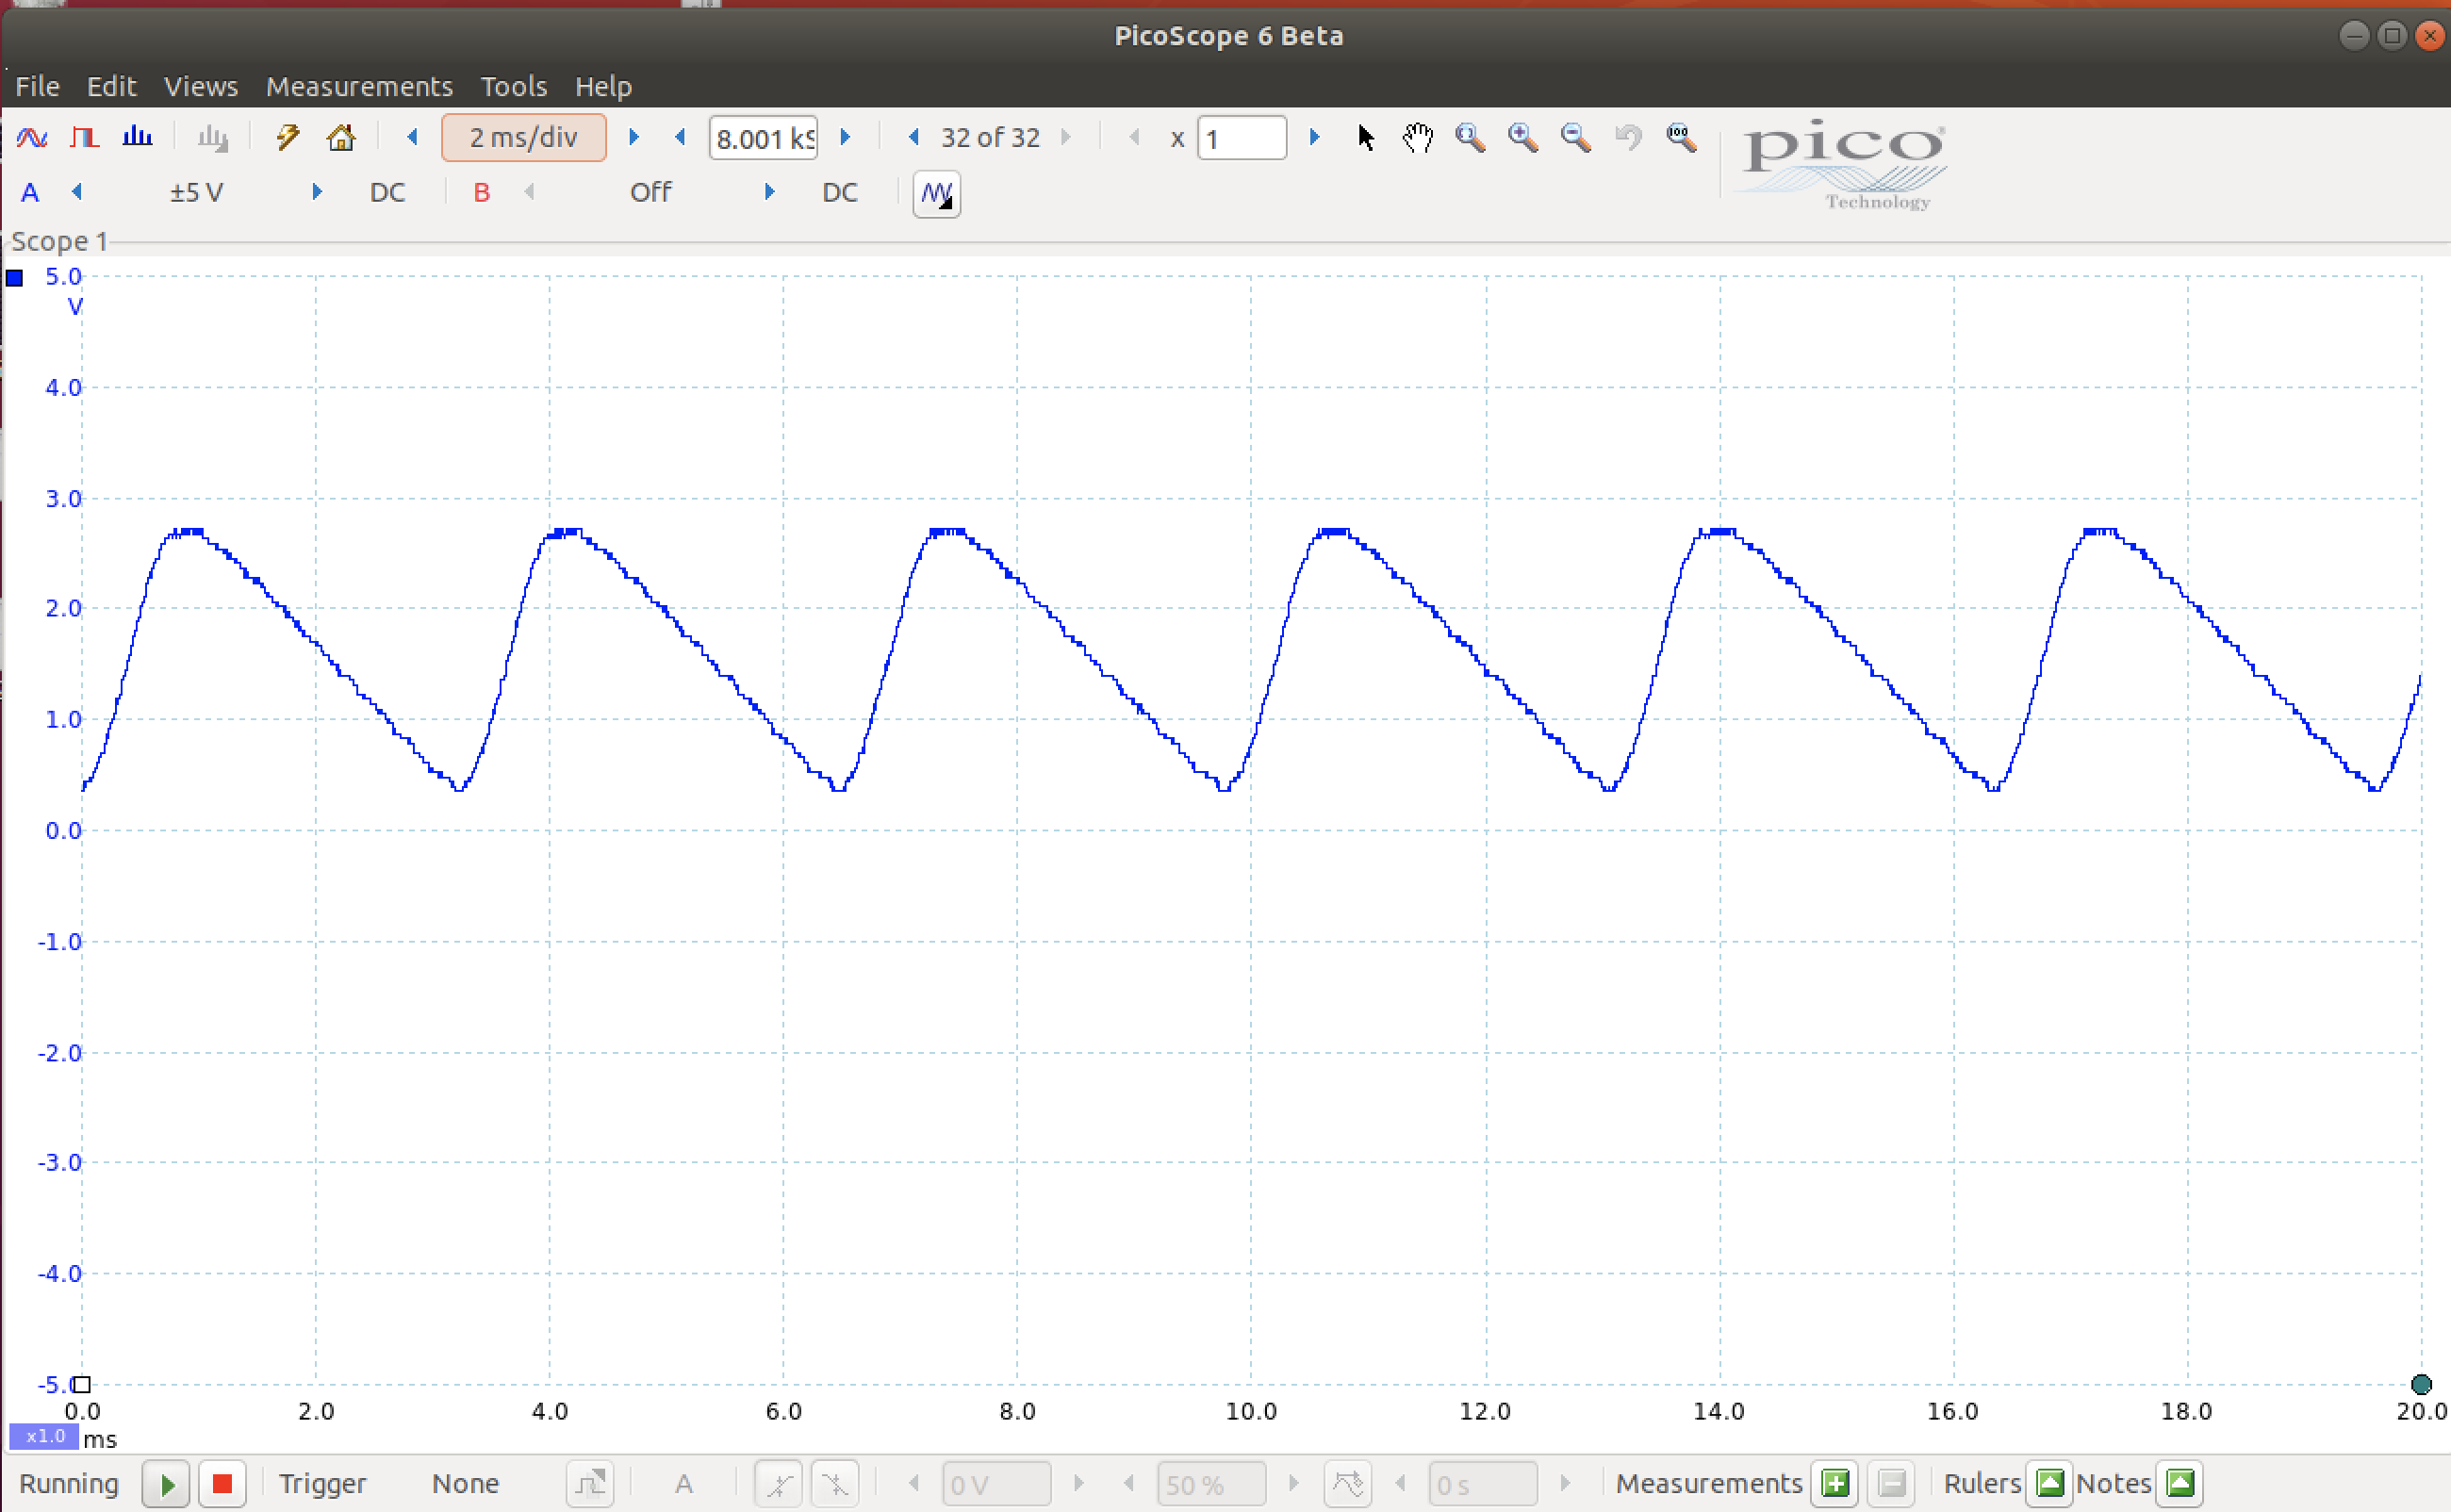 PicoScope 6 Beta
File Edit Views Measurements Tools Help
2 ms/div 8.001 kS 32 of 32 x 1
pico
Technology
A ±5 V DC B Off DC
Scope 1
5.0
V
4.0
3.0
2.0
1.0
0.0
-1.0
-2.0
-3.0
-4.0
-5.0
0.0 2.0 4.0 6.0 8.0 10.0 12.0 14.0 16.0 18.0 20.0
x1.0 ms
Running Trigger None A 0 V 50 % 0 s Measurements Rulers Notes